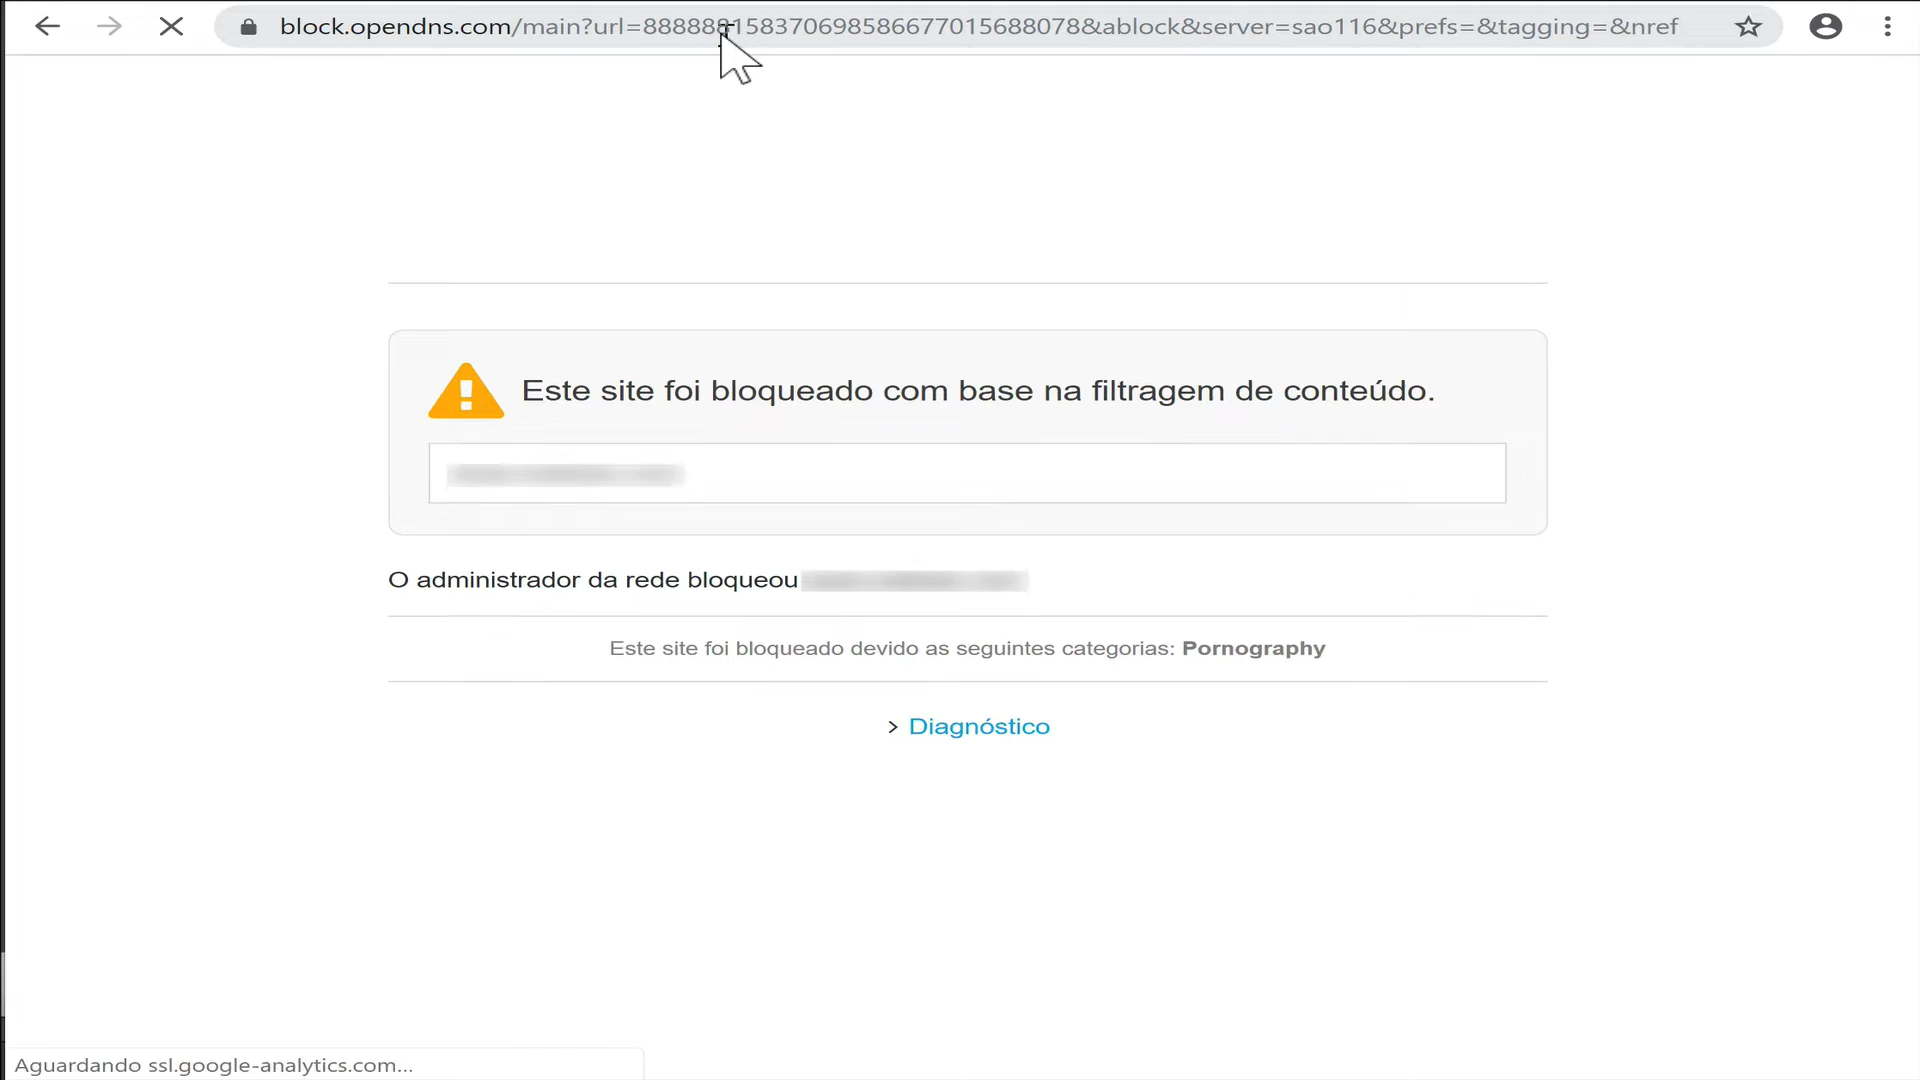 block.opendns.com/main?url=88888815837069858667701568807 8&ablock&server=sao116&prefs=&tagging=&nref
Este site foi bloqueado com base na filtragem de conteúdo.
O administrador da rede bloqueou
Este site foi bloqueado devido as seguintes categorias: Pornography
> Diagnóstico
Aguardando ssl.google-analytics.com...